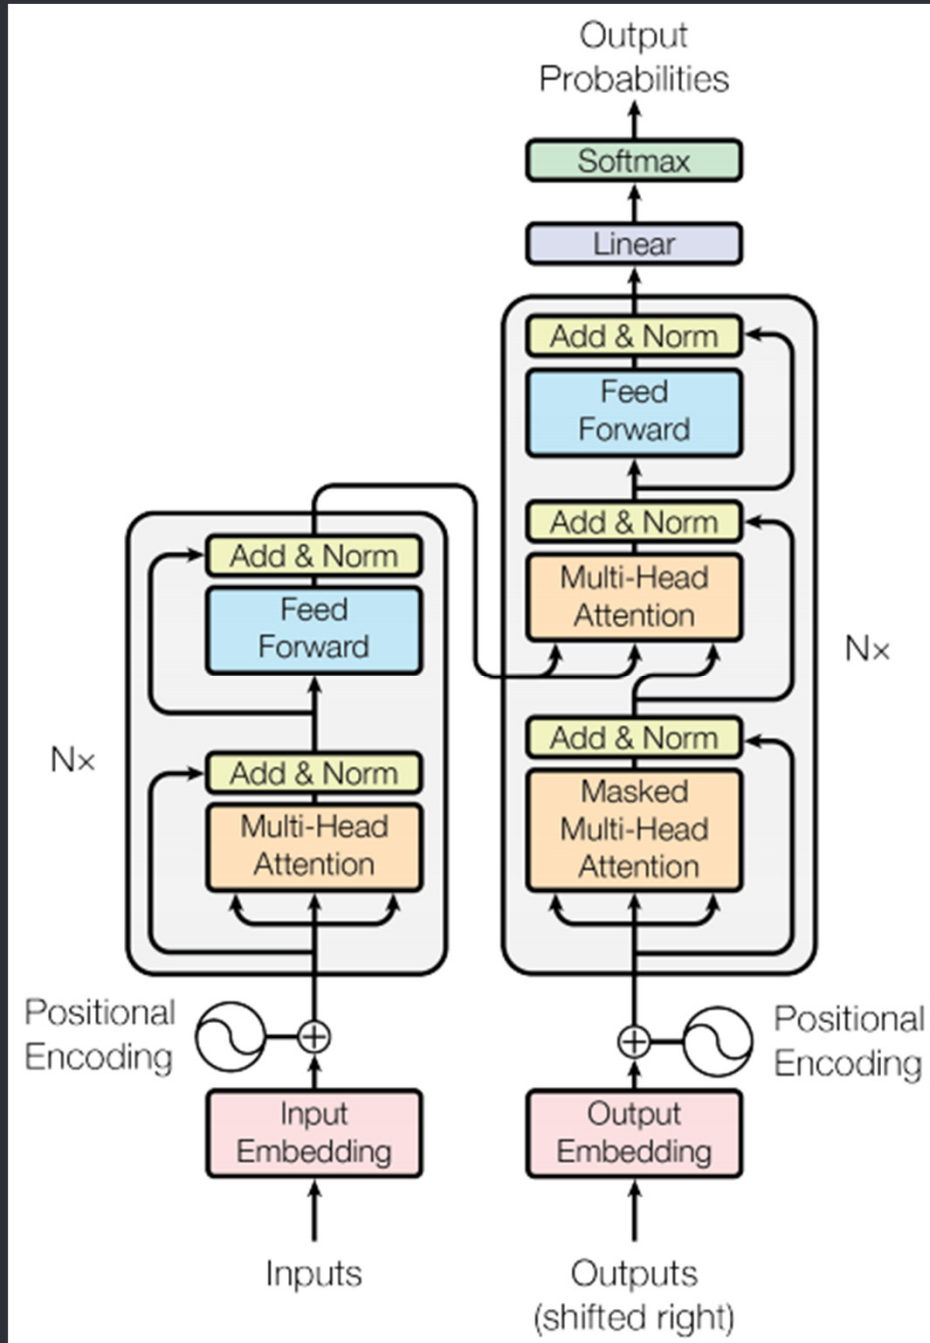 Output
Probabilities
Softmax
Linear
Add & Norm
Feed
Forward
Add & Norm
Multi-Head
Attention
Add & Norm
Masked
Multi-Head
Attention
N×
Add & Norm
Feed
Forward
Add & Norm
Multi-Head
Attention
N×
Positional
Encoding
Positional
Encoding
Input
Embedding
Output
Embedding
Inputs
Outputs
(shifted right)